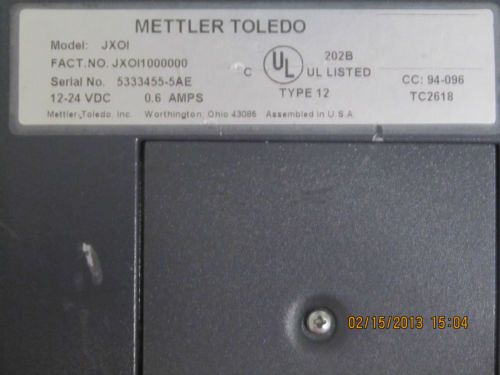 METTLER TOLEDO
Model: JXOI
FACT.NO. JXOI1000000
Serial No. 5333455-5AE
12-24 VDC 0.6 AMPS
C UL 202B UL LISTED
TYPE 12
CC: 94-096
TC2618
Mettler-Toledo, Inc. Worthington, Ohio 43085 Assembled in U.S.A.
02/15/2013 15:04